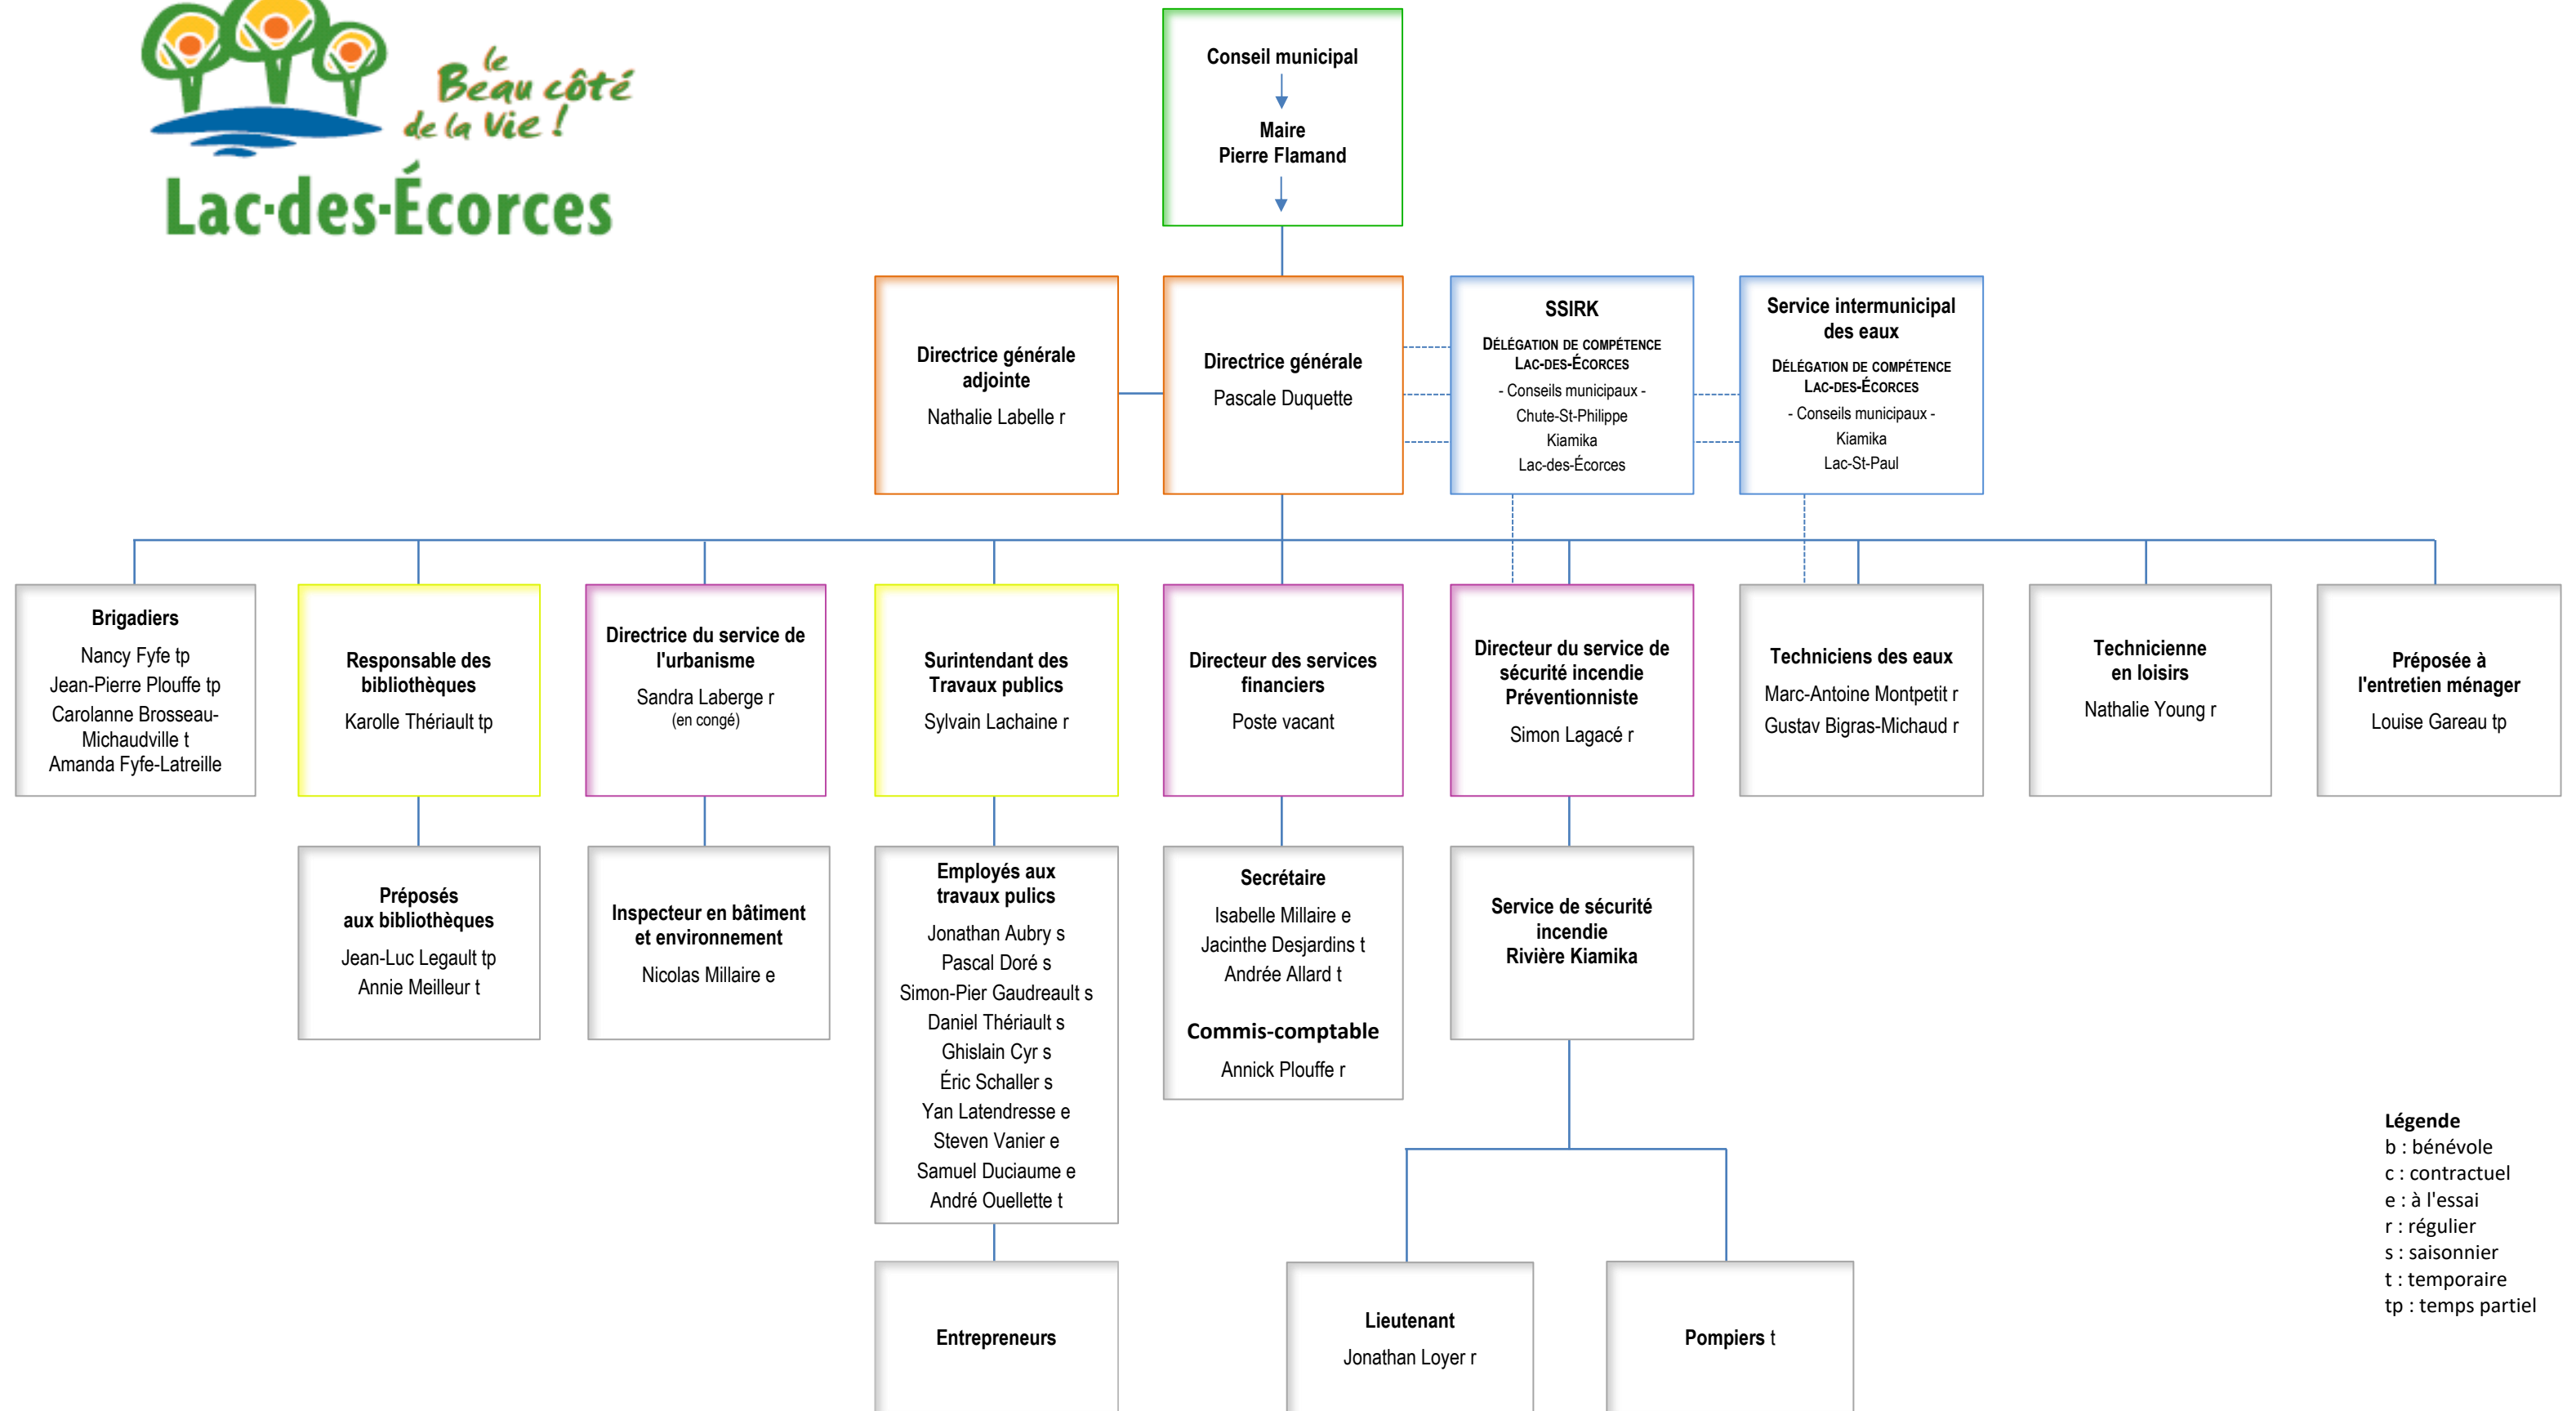 le
Beau côté
de la Vie !
Lac·des·Écorces
Conseil municipal
Maire
Pierre Flamand
Directrice générale
adjointe
Nathalie Labelle r
Directrice générale
Pascale Duquette
SSIRK
DÉLÉGATION DE COMPÉTENCE
LAC-DES-ÉCORCES
- Conseils municipaux -
Chute-St-Philippe
Kiamika
Lac-des-Écorces
Service intermunicipal
des eaux
DÉLÉGATION DE COMPÉTENCE
LAC-DES-ÉCORCES
- Conseils municipaux -
Kiamika
Lac-St-Paul
Brigadiers
Nancy Fyfe tp
Jean-Pierre Plouffe tp
Carolanne Brosseau-
Michaudville t
Amanda Fyfe-Latreille
Responsable des
bibliothèques
Karolle Thériault tp
Directrice du service de
l'urbanisme
Sandra Laberge r
(en congé)
Surintendant des
Travaux publics
Sylvain Lachaine r
Directeur des services
financiers
Poste vacant
Directeur du service de
sécurité incendie
Préventionniste
Simon Lagacé r
Techniciens des eaux
Marc-Antoine Montpetit r
Gustav Bigras-Michaud r
Technicienne
en loisirs
Nathalie Young r
Préposée à
l'entretien ménager
Louise Gareau tp
Préposés
aux bibliothèques
Jean-Luc Legault tp
Annie Meilleur t
Inspecteur en bâtiment
et environnement
Nicolas Millaire e
Employés aux
travaux pulics
Jonathan Aubry s
Pascal Doré s
Simon-Pier Gaudreault s
Daniel Thériault s
Ghislain Cyr s
Éric Schaller s
Yan Latendresse e
Steven Vanier e
Samuel Duciaume e
André Ouellette t
Secrétaire
Isabelle Millaire e
Jacinthe Desjardins t
Andrée Allard t
Commis-comptable
Annick Plouffe r
Service de sécurité
incendie
Rivière Kiamika
Entrepreneurs
Lieutenant
Jonathan Loyer r
Pompiers t
Légende
b : bénévole
c : contractuel
e : à l'essai
r : régulier
s : saisonnier
t : temporaire
tp : temps partiel